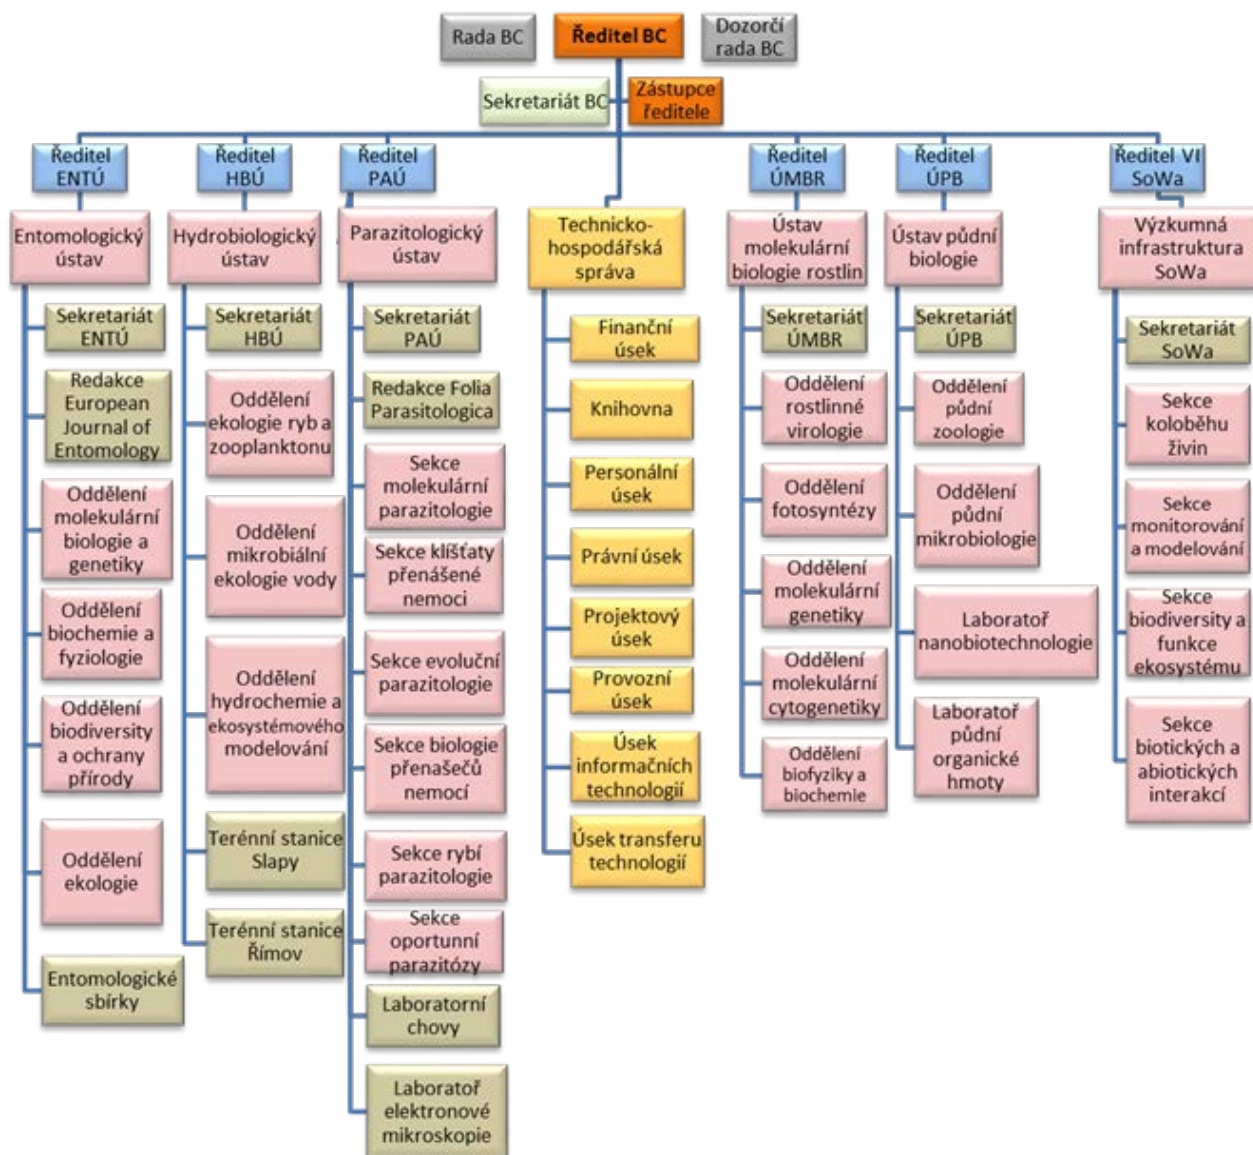 Rada BC
Ředitel BC
Dozorčí
rada BC
Sekretariát BC
Zástupce
ředitele
Ředitel
ENTÚ
Ředitel
HBÚ
Ředitel
PAÚ
Ředitel
ÚMBR
Ředitel
ÚPB
Ředitel VI
SoWa
Entomologický
ústav
Hydrobiologický
ústav
Parazitologický
ústav
Technicko-
hospodářská
správa
Ústav
molekulární
biologie rostlin
Ústav půdní
biologie
Výzkumná
infrastruktura
SoWa
Sekretariát
ENTÚ
Redakce
European
Journal of
Entomology
Oddělení
molekulární
biologie a
genetiky
Oddělení
biochemie a
fyziologie
Oddělení
biodiversity
a ochrany
přírody
Oddělení
ekologie
Entomologické
sbírky
Sekretariát
HBÚ
Oddělení
ekologie ryb a
zooplanktonu
Oddělení
mikrobiální
ekologie vody
Oddělení
hydrochemie a
ekosystémového
modelování
Terénní stanice
Slapy
Terénní stanice
Římov
Sekretariát
PAÚ
Redakce Folia
Parasitologica
Sekce
molekulární
parazitologie
Sekce klíšťaty
přenášené
nemoci
Sekce evoluční
parazitologie
Sekce biologie
přenašečů
nemocí
Sekce rybí
parazitologie
Sekce
oportunní
parazitózy
Laboratorní
chovy
Laboratoř
elektronové
mikroskopie
Finanční
úsek
Knihovna
Personální
úsek
Právní úsek
Projektový
úsek
Provozní
úsek
Úsek
informačních
technologií
Úsek transferu
technologií
Sekretariát
ÚMBR
Oddělení
rostlinné
virologie
Oddělení
fotosyntézy
Oddělení
molekulární
genetiky
Oddělení
molekulární
cytogenetiky
Oddělení
biofyziky a
biochemie
Sekretariát
ÚPB
Oddělení
půdní
zoologie
Oddělení
půdní
mikrobiologie
Laboratoř
nanobiotechnologie
Laboratoř
půdní
organické
hmoty
Sekretariát
SoWa
Sekce
koloběhu
živin
Sekce
monitorování
a modelování
Sekce
biodiversity a
funkce
ekosystému
Sekce
biotických a
abiotických
interakcí